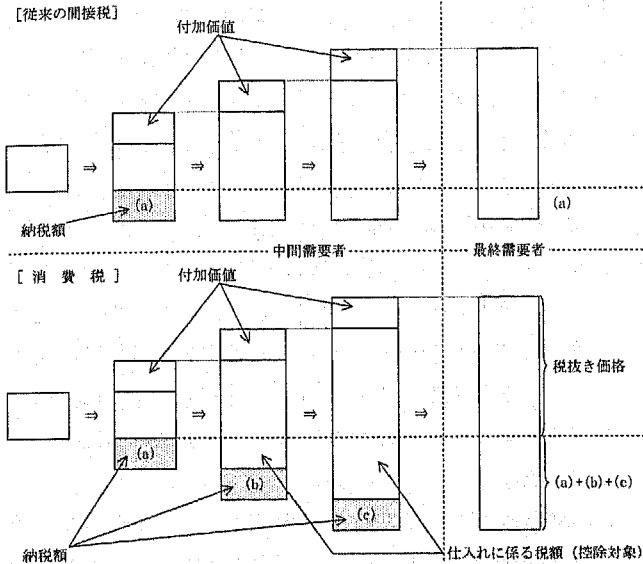 [従来の間接税]
付加価値
⇒ ⇒ ⇒ ⇒
(a)
(a)
納税額
中間需要者
最終需要者
[消費税]
付加価値
税抜き価格
⇒ ⇒ ⇒ ⇒
(a)
(b)
(c)
(a)+(b)+(c)
納税額
仕入れに係る税額(控除対象)